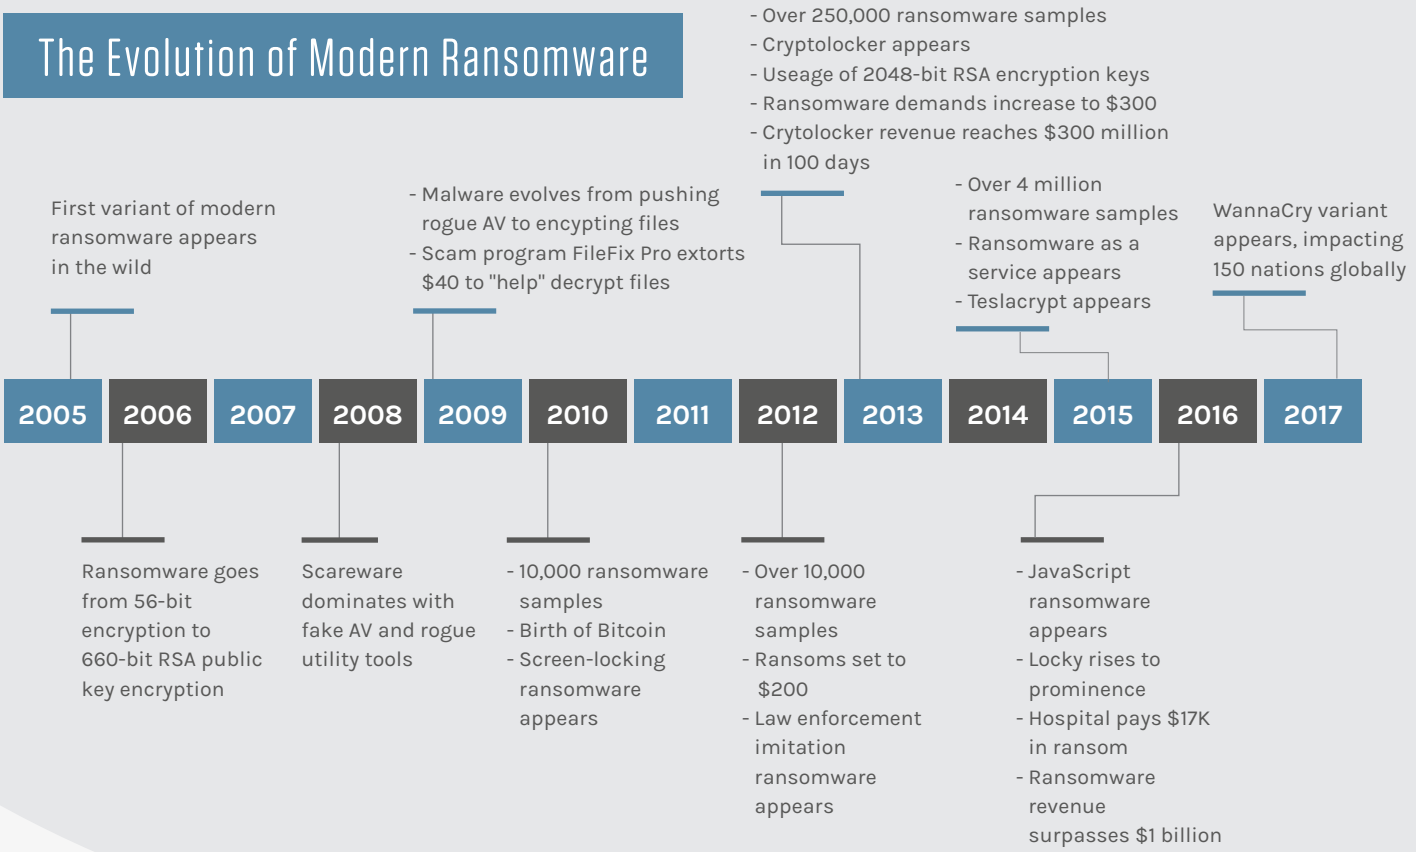 The Evolution of Modern Ransomware
- Over 250,000 ransomware samples
- Cryptolocker appears
- Useage of 2048-bit RSA encryption keys
- Ransomware demands increase to $300
- Crytolocker revenue reaches $300 million
in 100 days
First variant of modern
ransomware appears
in the wild
- Malware evolves from pushing
rogue AV to encypting files
- Scam program FileFix Pro extorts
$40 to "help" decrypt files
- Over 4 million
ransomware samples
- Ransomware as a
service appears
- Teslacrypt appears
WannaCry variant
appears, impacting
150 nations globally
2005 2006 2007 2008 2009 2010 2011 2012 2013 2014 2015 2016 2017
Ransomware goes
from 56-bit
encryption to
660-bit RSA public
key encryption
Scareware
dominates with
fake AV and rogue
utility tools
- 10,000 ransomware
samples
- Birth of Bitcoin
- Screen-locking
ransomware
appears
- Over 10,000
ransomware
samples
- Ransoms set to
$200
- Law enforcement
imitation
ransomware
appears
- JavaScript
ransomware
appears
- Locky rises to
prominence
- Hospital pays $17K
in ransom
- Ransomware
revenue
surpasses $1 billion